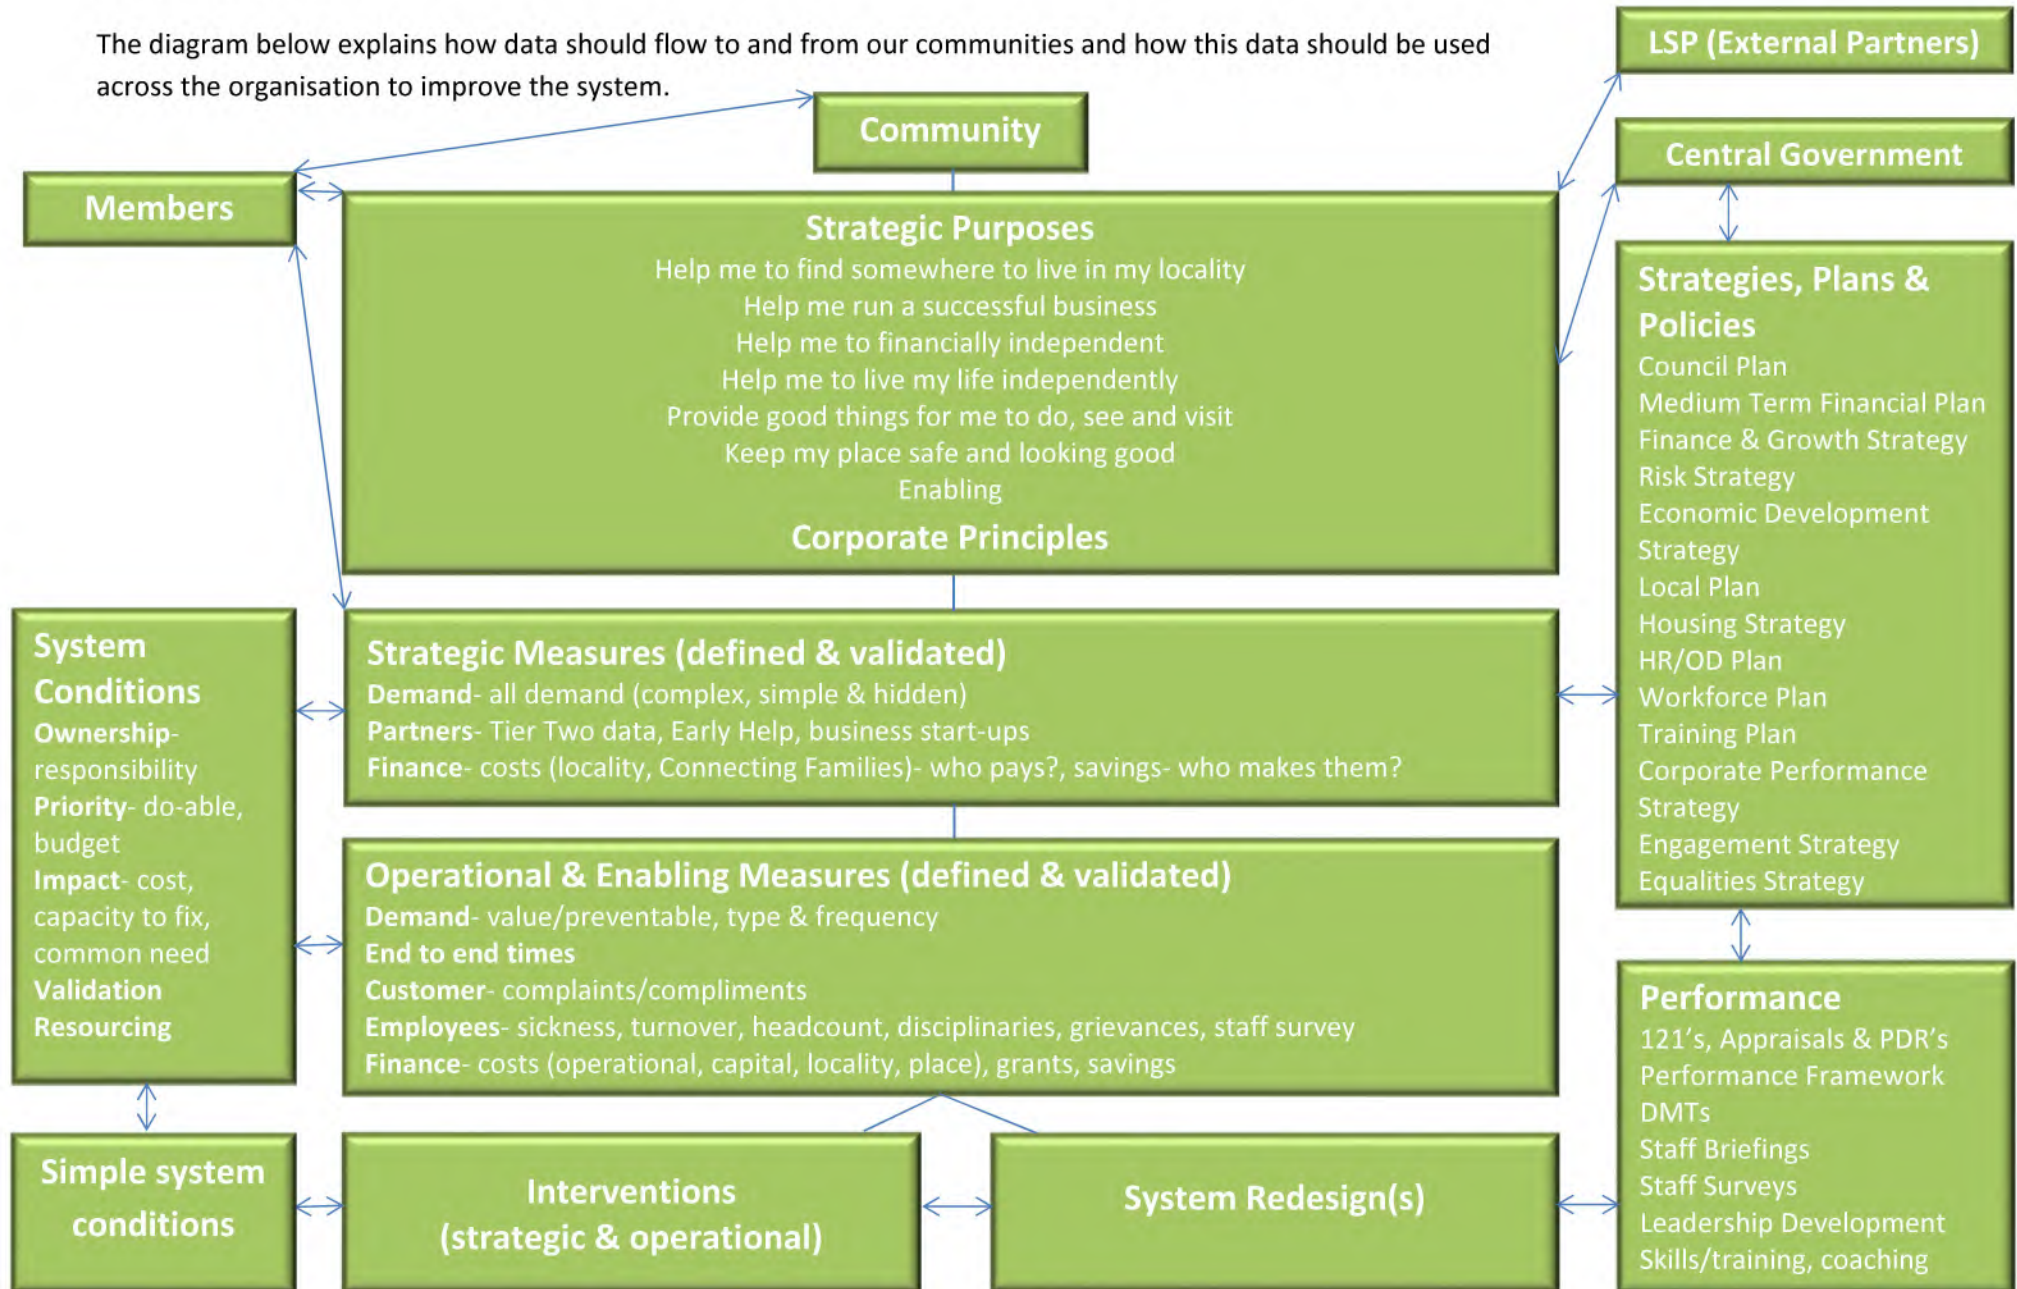 The diagram below explains how data should flow to and from our communities and how this data should be used
across the organisation to improve the system.
LSP (External Partners)
Community
Central Government
Members
Strategic Purposes
Help me to find somewhere to live in my locality
Help me run a successful business
Help me to financially independent
Help me to live my life independently
Provide good things for me to do, see and visit
Keep my place safe and looking good
Enabling
Corporate Principles
Strategies, Plans &
Policies
Council Plan
Medium Term Financial Plan
Finance & Growth Strategy
Risk Strategy
Economic Development
Strategy
Local Plan
Housing Strategy
HR/OD Plan
Workforce Plan
Training Plan
Corporate Performance
Strategy
Engagement Strategy
Equalities Strategy
System
Conditions
Ownership-
responsibility
Priority- do-able,
budget
Impact- cost,
capacity to fix,
common need
Validation
Resourcing
Strategic Measures (defined & validated)
Demand- all demand (complex, simple & hidden)
Partners- Tier Two data, Early Help, business start-ups
Finance- costs (locality, Connecting Families)- who pays?, savings- who makes them?
Operational & Enabling Measures (defined & validated)
Demand- value/preventable, type & frequency
End to end times
Customer- complaints/compliments
Employees- sickness, turnover, headcount, disciplinaries, grievances, staff survey
Finance- costs (operational, capital, locality, place), grants, savings
Performance
121's, Appraisals & PDR's
Performance Framework
DMTs
Staff Briefings
Staff Surveys
Leadership Development
Skills/training, coaching
Simple system
conditions
Interventions
(strategic & operational)
System Redesign(s)